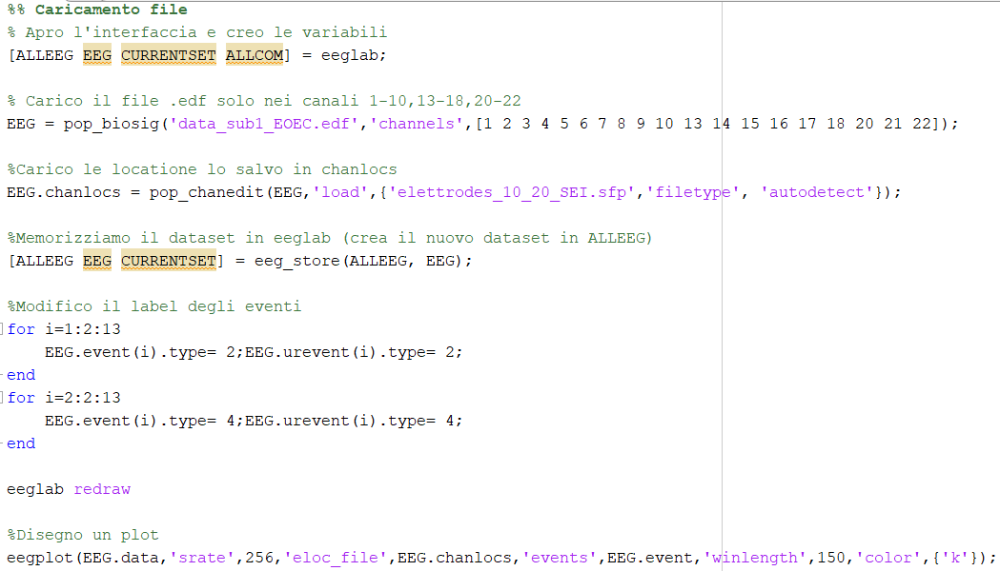 %% Caricamento file
% Apro l'interfaccia e creo le variabili
[ALLEEG EEG CURRENTSET ALLCOM] = eeglab;
% Carico il file .edf solo nei canali 1-10,13-18,20-22
EEG = pop_biosig('data_sub1_EOEC.edf','channels',[1 2 3 4 5 6 7 8 9 10 13 14 15 16 17 18 20 21 22]);
%Carico le locatione lo salvo in chanlocs
EEG.chanlocs = pop_chanedit(EEG,'load',{'elettrodes_10_20_SEI.sfp','filetype', 'autodetect'});
%Memorizziamo il dataset in eeglab (crea il nuovo dataset in ALLEEG)
[ALLEEG EEG CURRENTSET] = eeg_store(ALLEEG, EEG);
%Modifico il label degli eventi
for i=1:2:13
EEG.event(i).type= 2;EEG.urevent(i).type= 2;
end
for i=2:2:13
EEG.event(i).type= 4;EEG.urevent(i).type= 4;
end
eeglab redraw
%Disegno un plot
eegplot(EEG.data,'srate',256,'eloc_file',EEG.chanlocs,'events',EEG.event,'winlength',150,'color',{'k'});